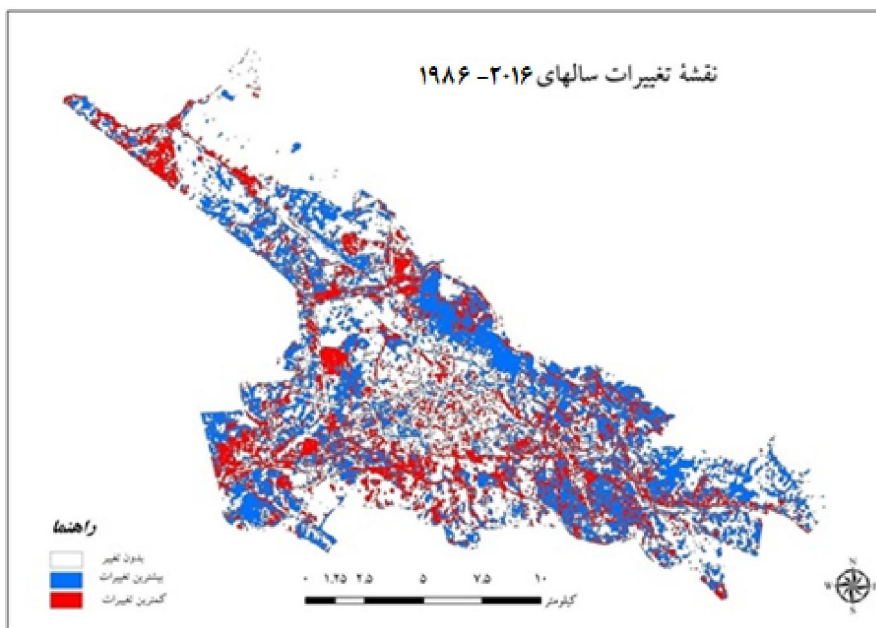 نقشهٔ تغییرات سالهای ۲۰۱۶- ۱۹۸۶
راهنما
بدون تغییر
بیشترین تغییرات
کمترین تغییرات
۰ ۱.۲۵ ۲.۵ ۵ ۷.۵ ۱۰
کیلومتر
N
W E
S